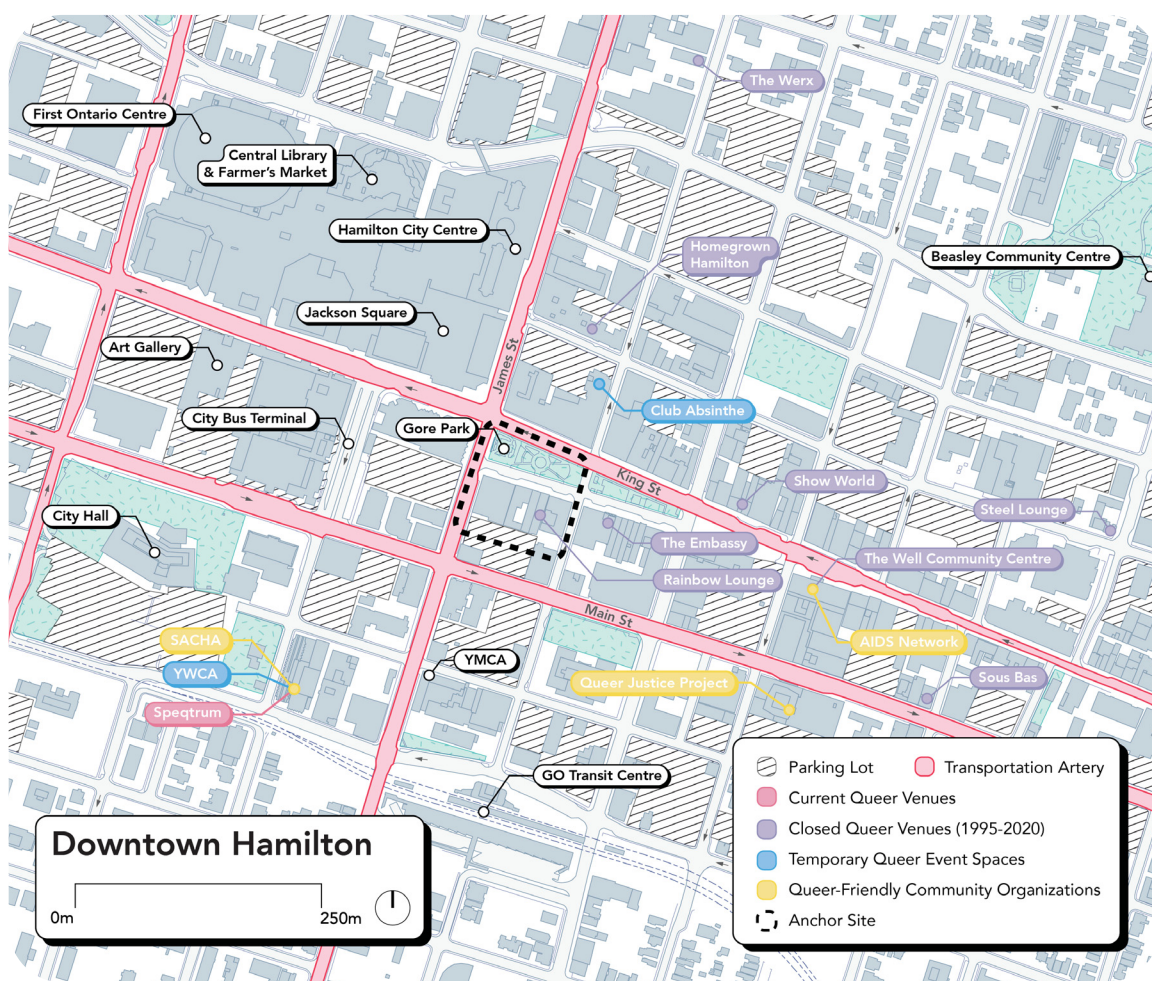 The Werx
First Ontario Centre
Central Library
& Farmer's Market
Hamilton City Centre
Homegrown
Hamilton
Beasley Community Centre
Jackson Square
James St
Art Gallery
Club Absinthe
City Bus Terminal
Gore Park
King St
Show World
Steel Lounge
City Hall
The Embassy
The Well Community Centre
Rainbow Lounge
Main St
SACHA
AIDS Network
YMCA
YWCA
Queer Justice Project
Sous Bas
Speqtrum
GO Transit Centre
Parking Lot
Transportation Artery
Current Queer Venues
Closed Queer Venues (1995-2020)
Temporary Queer Event Spaces
Queer-Friendly Community Organizations
Anchor Site
Downtown Hamilton
0m
250m